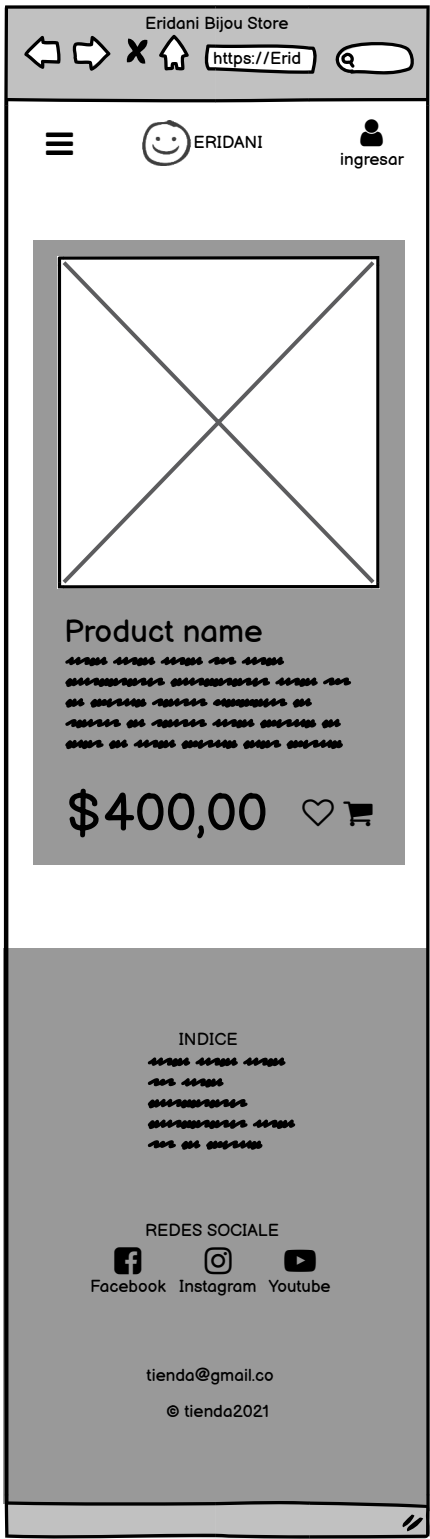 Eridani Bijou Store
https://Erid
ERIDANI
ingresar
Product name
$400,00
INDICE
REDES SOCIALE
Facebook Instagram Youtube
tienda@gmail.co
© tienda2021